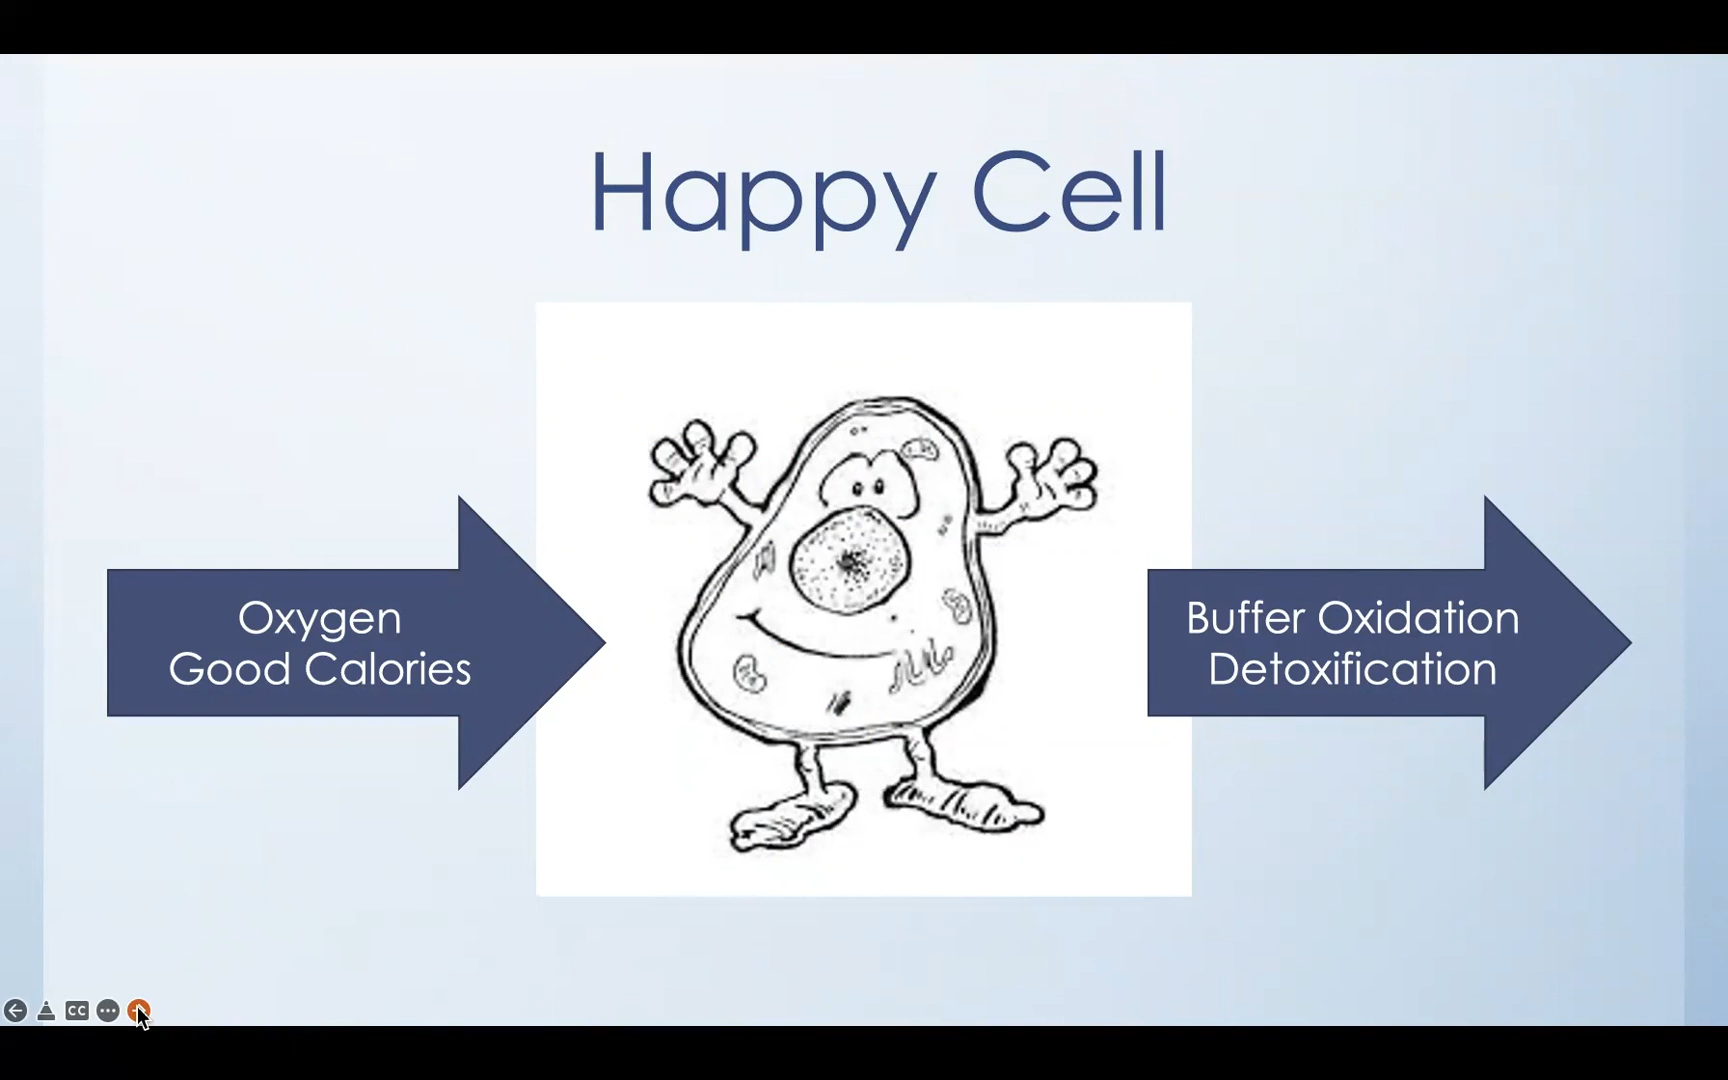 Happy Cell
Oxygen
Good Calories
Buffer Oxidation
Detoxification
CC